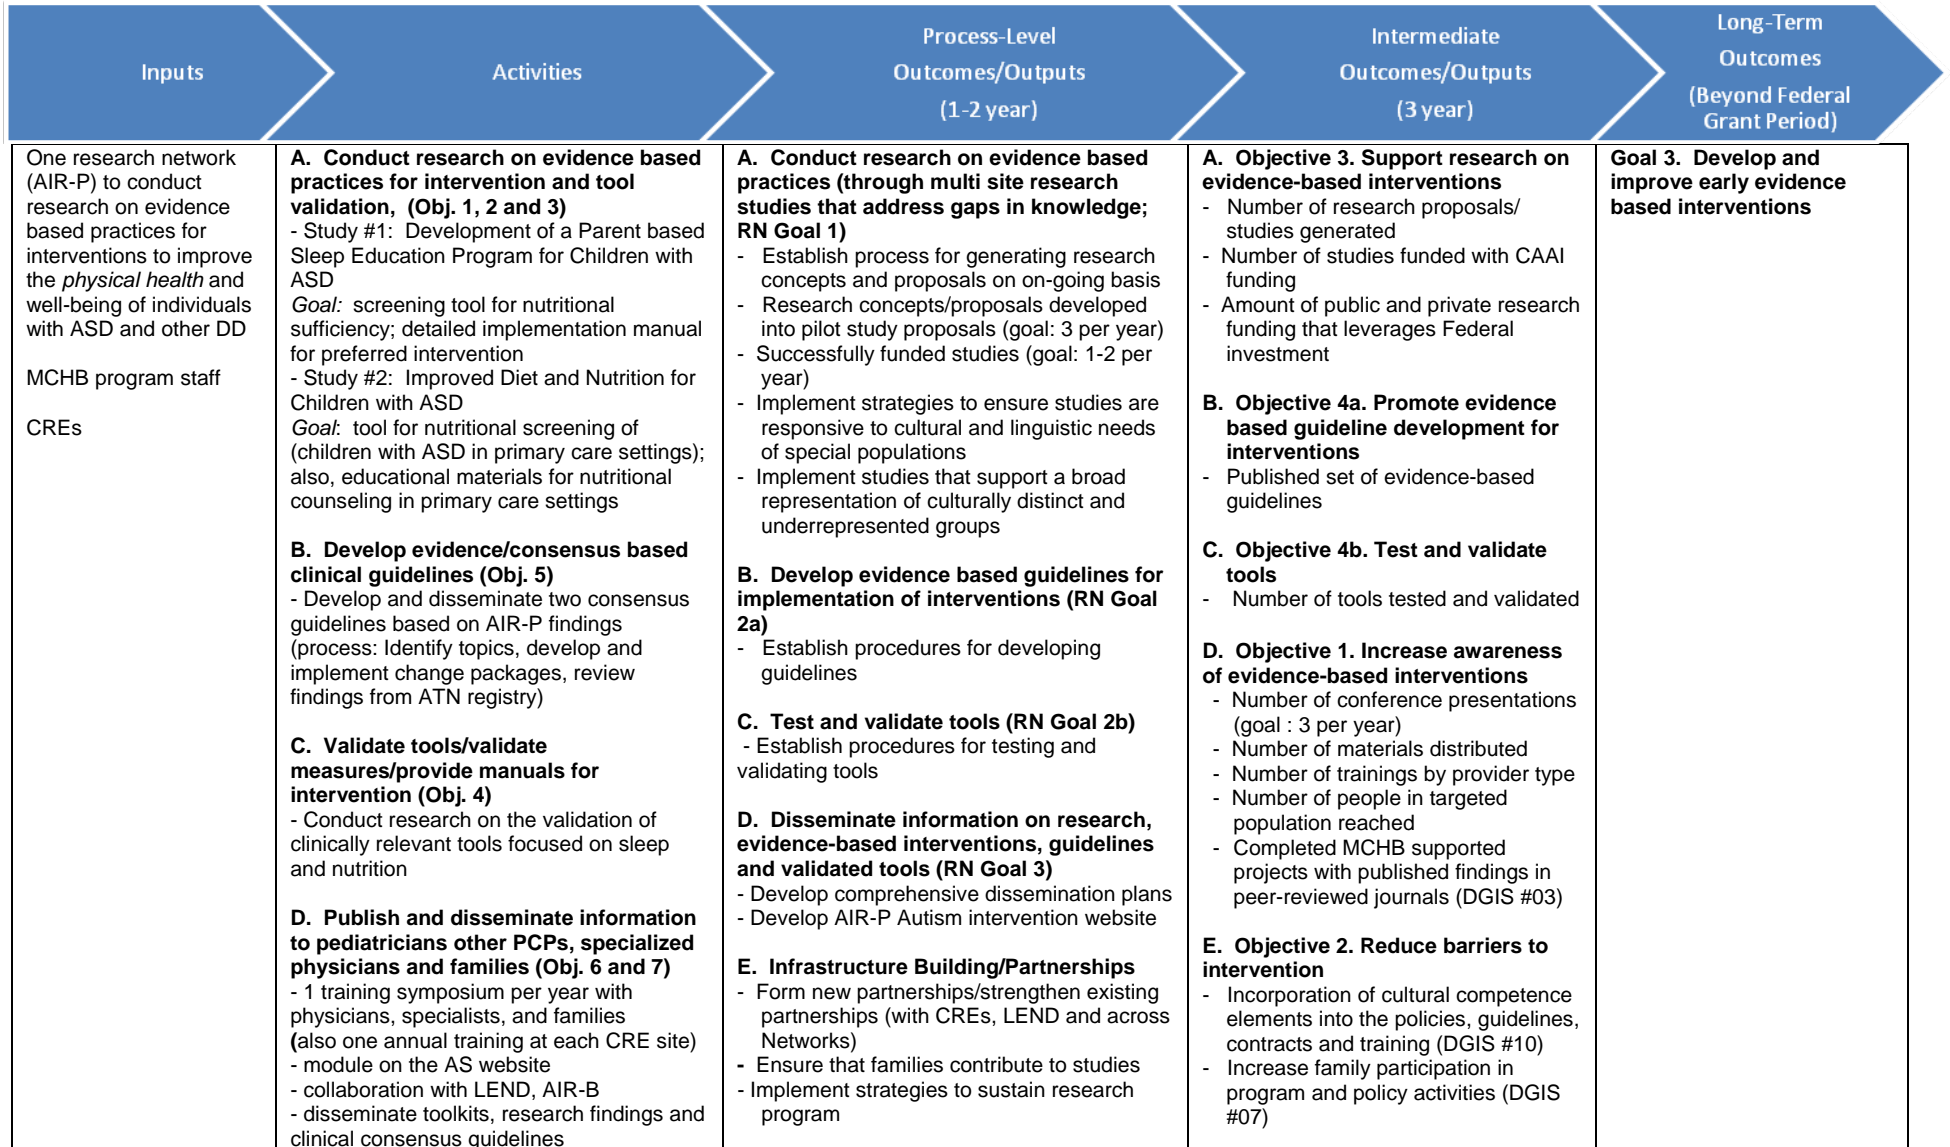 Inputs
Activities
Process-Level
Outcomes/Outputs
(1-2 year)
Intermediate
Outcomes/Outputs
(3 year)
Long-Term
Outcomes
(Beyond Federal
Grant Period)
One research network
(AIR-P) to conduct
research on evidence
based practices for
interventions to improve
the physical health and
well-being of individuals
with ASD and other DD
MCHB program staff
CREs
A. Conduct research on evidence based
practices for intervention and tool
validation, (Obj. 1, 2 and 3)
- Study #1: Development of a Parent based
Sleep Education Program for Children with
ASD
Goal: screening tool for nutritional
sufficiency; detailed implementation manual
for preferred intervention
- Study #2: Improved Diet and Nutrition for
Children with ASD
Goal: tool for nutritional screening of
(children with ASD in primary care settings);
also, educational materials for nutritional
counseling in primary care settings
B. Develop evidence/consensus based
clinical guidelines (Obj. 5)
- Develop and disseminate two consensus
guidelines based on AIR-P findings
(process: Identify topics, develop and
implement change packages, review
findings from ATN registry)
C. Validate tools/validate
measures/provide manuals for
intervention (Obj. 4)
- Conduct research on the validation of
clinically relevant tools focused on sleep
and nutrition
D. Publish and disseminate information
to pediatricians other PCPs, specialized
physicians and families (Obj. 6 and 7)
- 1 training symposium per year with
physicians, specialists, and families
(also one annual training at each CRE site)
- module on the AS website
- collaboration with LEND, AIR-B
- disseminate toolkits, research findings and
clinical consensus guidelines
A. Conduct research on evidence based
practices (through multi site research
studies that address gaps in knowledge;
RN Goal 1)
- Establish process for generating research
concepts and proposals on on-going basis
- Research concepts/proposals developed
into pilot study proposals (goal: 3 per year)
- Successfully funded studies (goal: 1-2 per
year)
- Implement strategies to ensure studies are
responsive to cultural and linguistic needs
of special populations
- Implement studies that support a broad
representation of culturally distinct and
underrepresented groups
B. Develop evidence based guidelines for
implementation of interventions (RN Goal
2a)
- Establish procedures for developing
guidelines
C. Test and validate tools (RN Goal 2b)
- Establish procedures for testing and
validating tools
D. Disseminate information on research,
evidence-based interventions, guidelines
and validated tools (RN Goal 3)
- Develop comprehensive dissemination plans
- Develop AIR-P Autism intervention website
E. Infrastructure Building/Partnerships
- Form new partnerships/strengthen existing
partnerships (with CREs, LEND and across
Networks)
- Ensure that families contribute to studies
- Implement strategies to sustain research
program
A. Objective 3. Support research on
evidence-based interventions
- Number of research proposals/
studies generated
- Number of studies funded with CAAI
funding
- Amount of public and private research
funding that leverages Federal
investment
B. Objective 4a. Promote evidence
based guideline development for
interventions
- Published set of evidence-based
guidelines
C. Objective 4b. Test and validate
tools
- Number of tools tested and validated
D. Objective 1. Increase awareness
of evidence-based interventions
- Number of conference presentations
(goal : 3 per year)
- Number of materials distributed
- Number of trainings by provider type
- Number of people in targeted
population reached
- Completed MCHB supported
projects with published findings in
peer-reviewed journals (DGIS #03)
E. Objective 2. Reduce barriers to
intervention
- Incorporation of cultural competence
elements into the policies, guidelines,
contracts and training (DGIS #10)
- Increase family participation in
program and policy activities (DGIS
#07)
Goal 3. Develop and
improve early evidence
based interventions